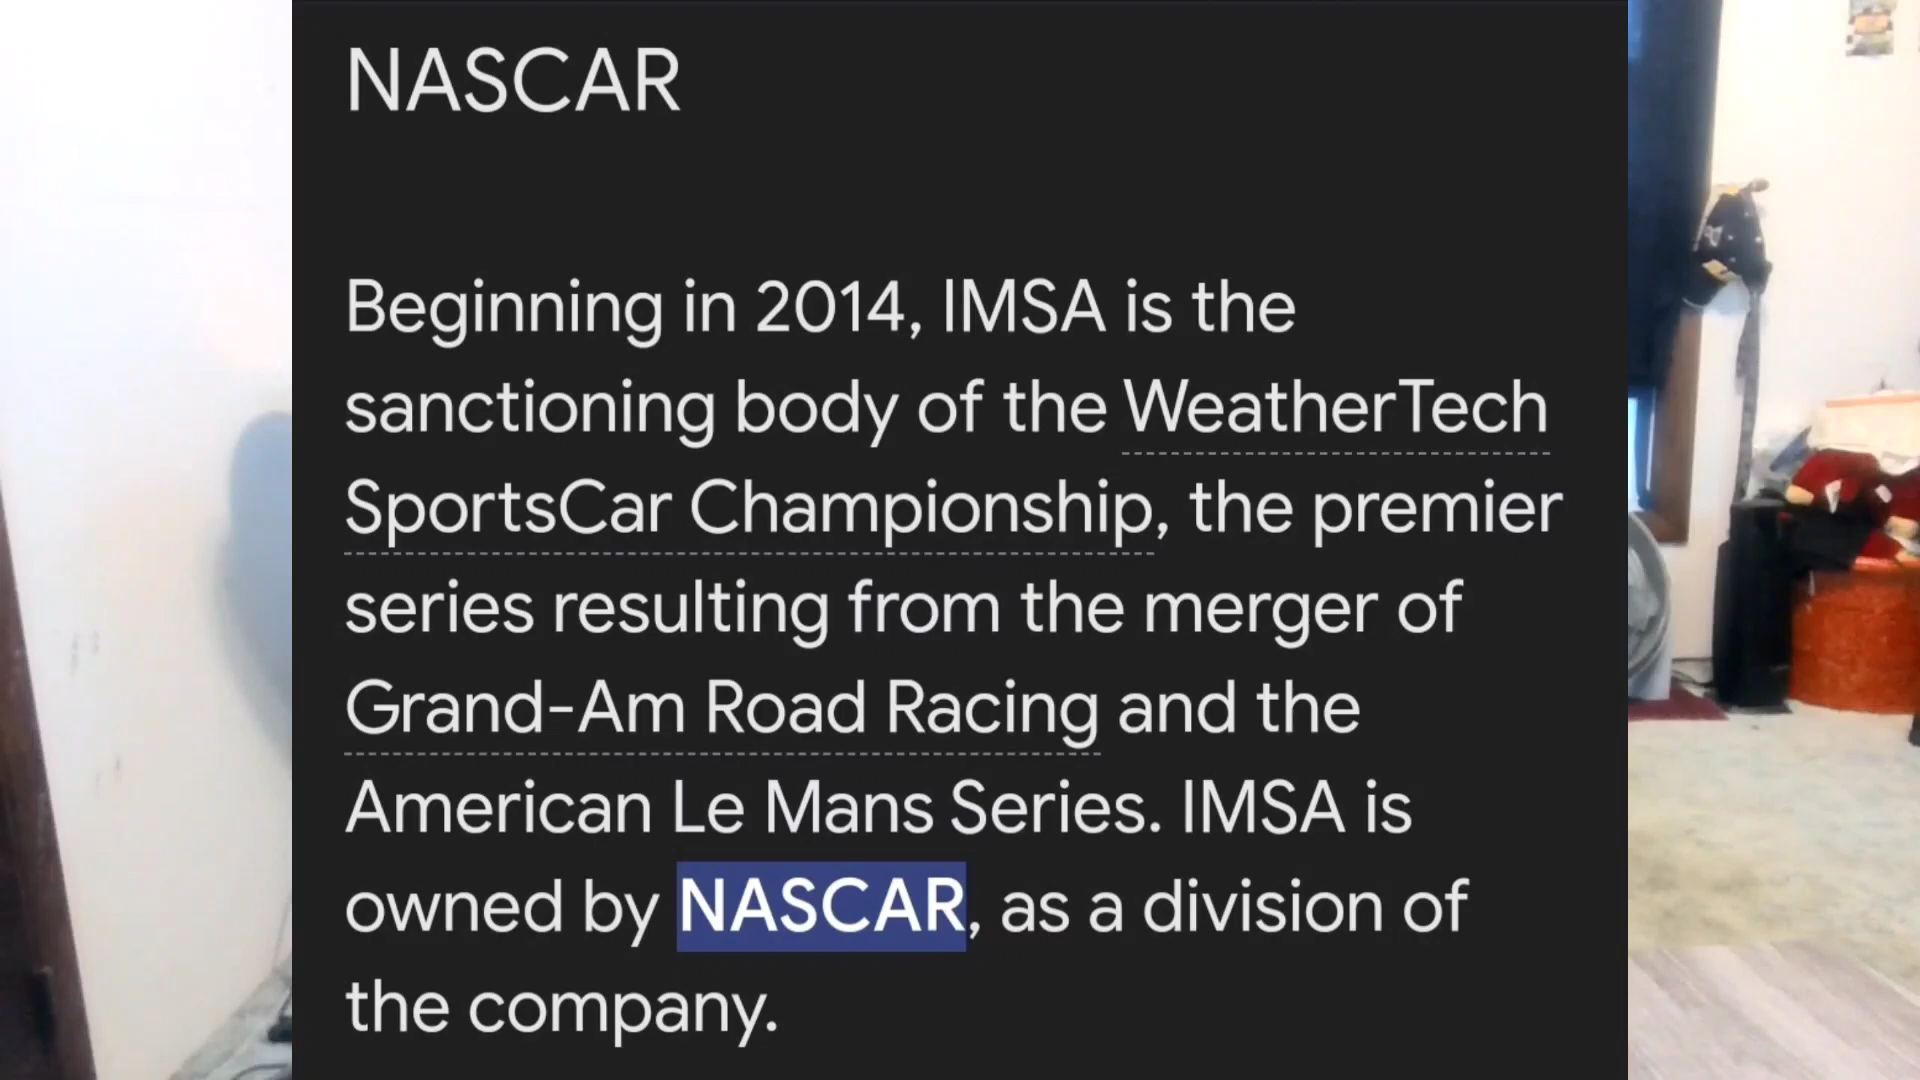 NASCAR
Beginning in 2014, IMSA is the
sanctioning body of the WeatherTech
SportsCar Championship, the premier
series resulting from the merger of
Grand-Am Road Racing and the
American Le Mans Series. IMSA is
owned by NASCAR, as a division of
the company.